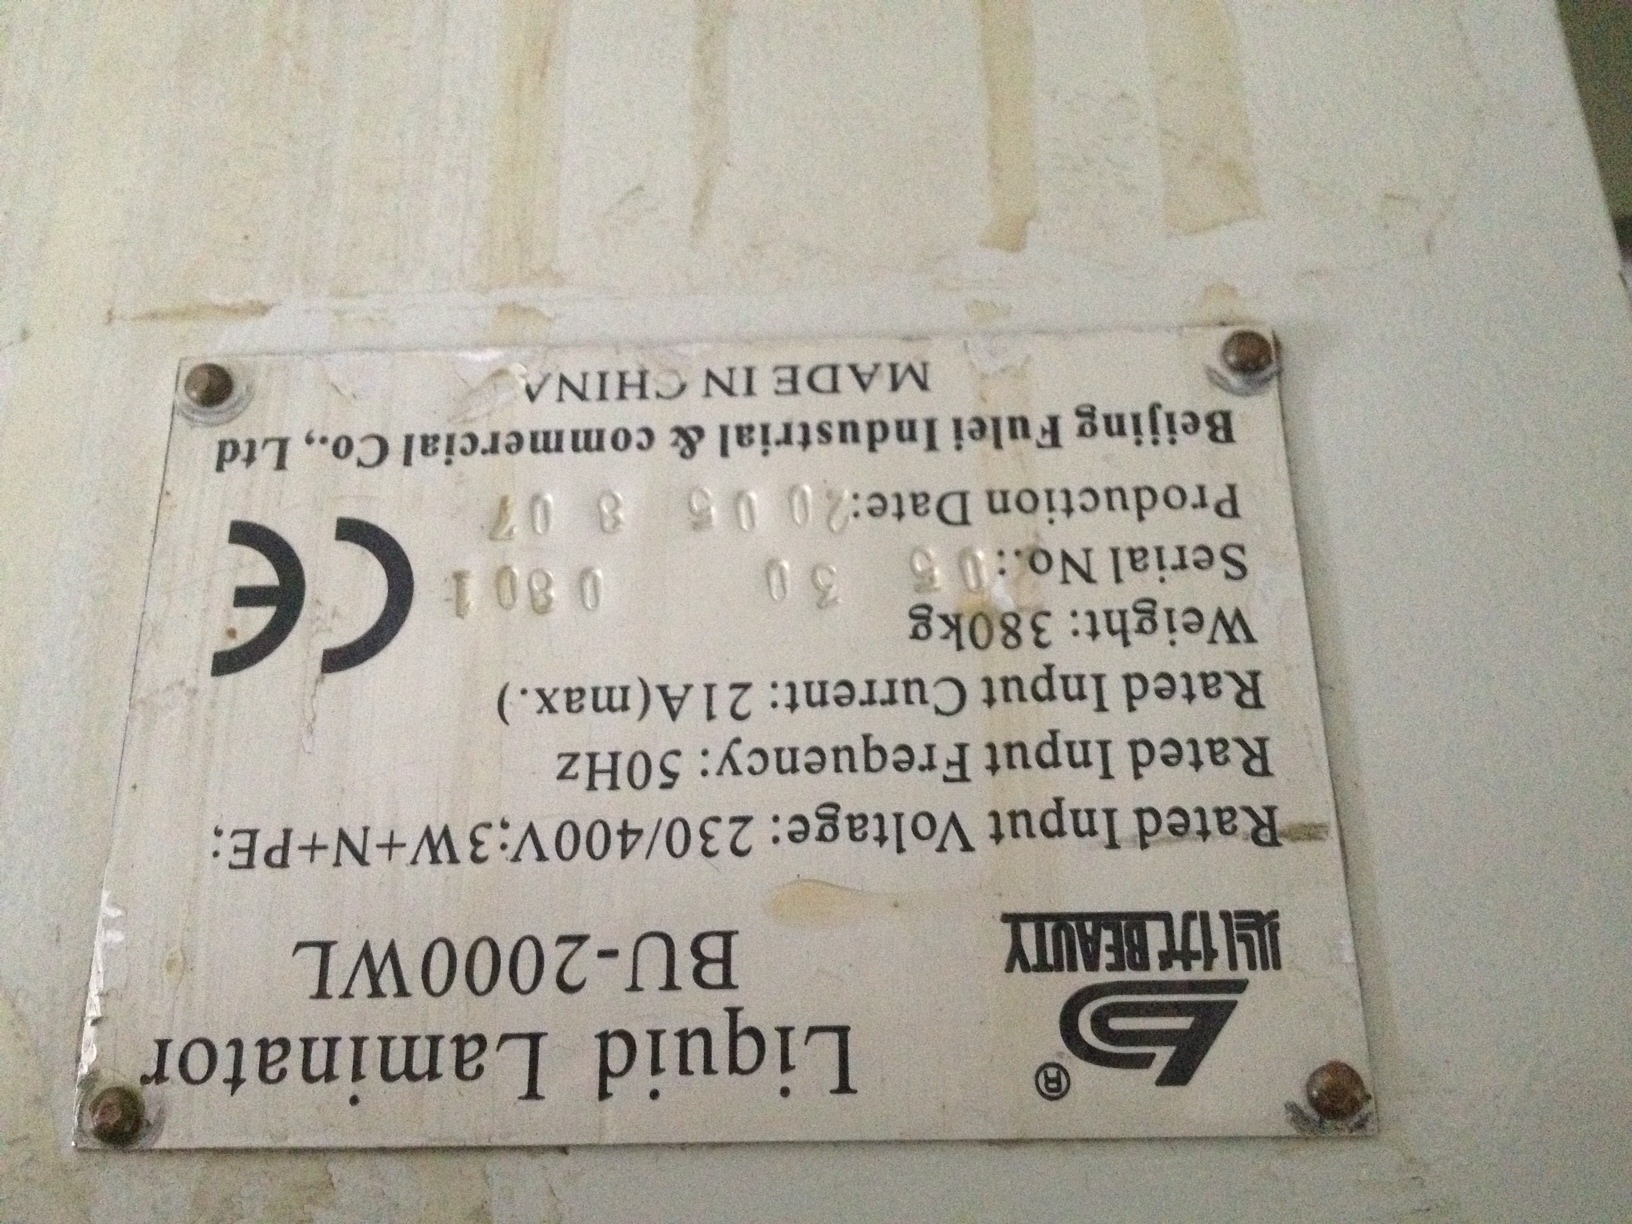 ®
Liquid Laminator
BEAUTY
BU-2000WL
Rated Input Voltage: 230/400V;3W+N+PE;
Rated Input Frequency: 50Hz
Rated Input Current: 21A(max.)
Weight: 380kg
Serial No.: 05 30 0801
Production Date: 2005 8 07
CE
Beijing Fulei Industrial & commercial Co., Ltd
MADE IN CHINA